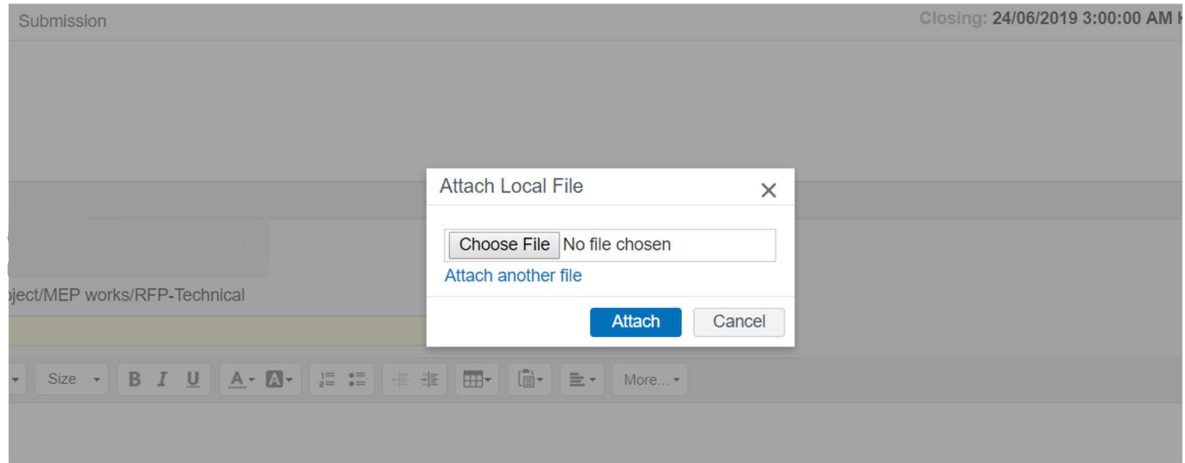 Submission
Closing: 24/06/2019 3:00:00 AM
Attach Local File
Choose File No file chosen
Attach another file
ject/MEP works/RFP-Technical
Attach Cancel
Size B I U A A More...